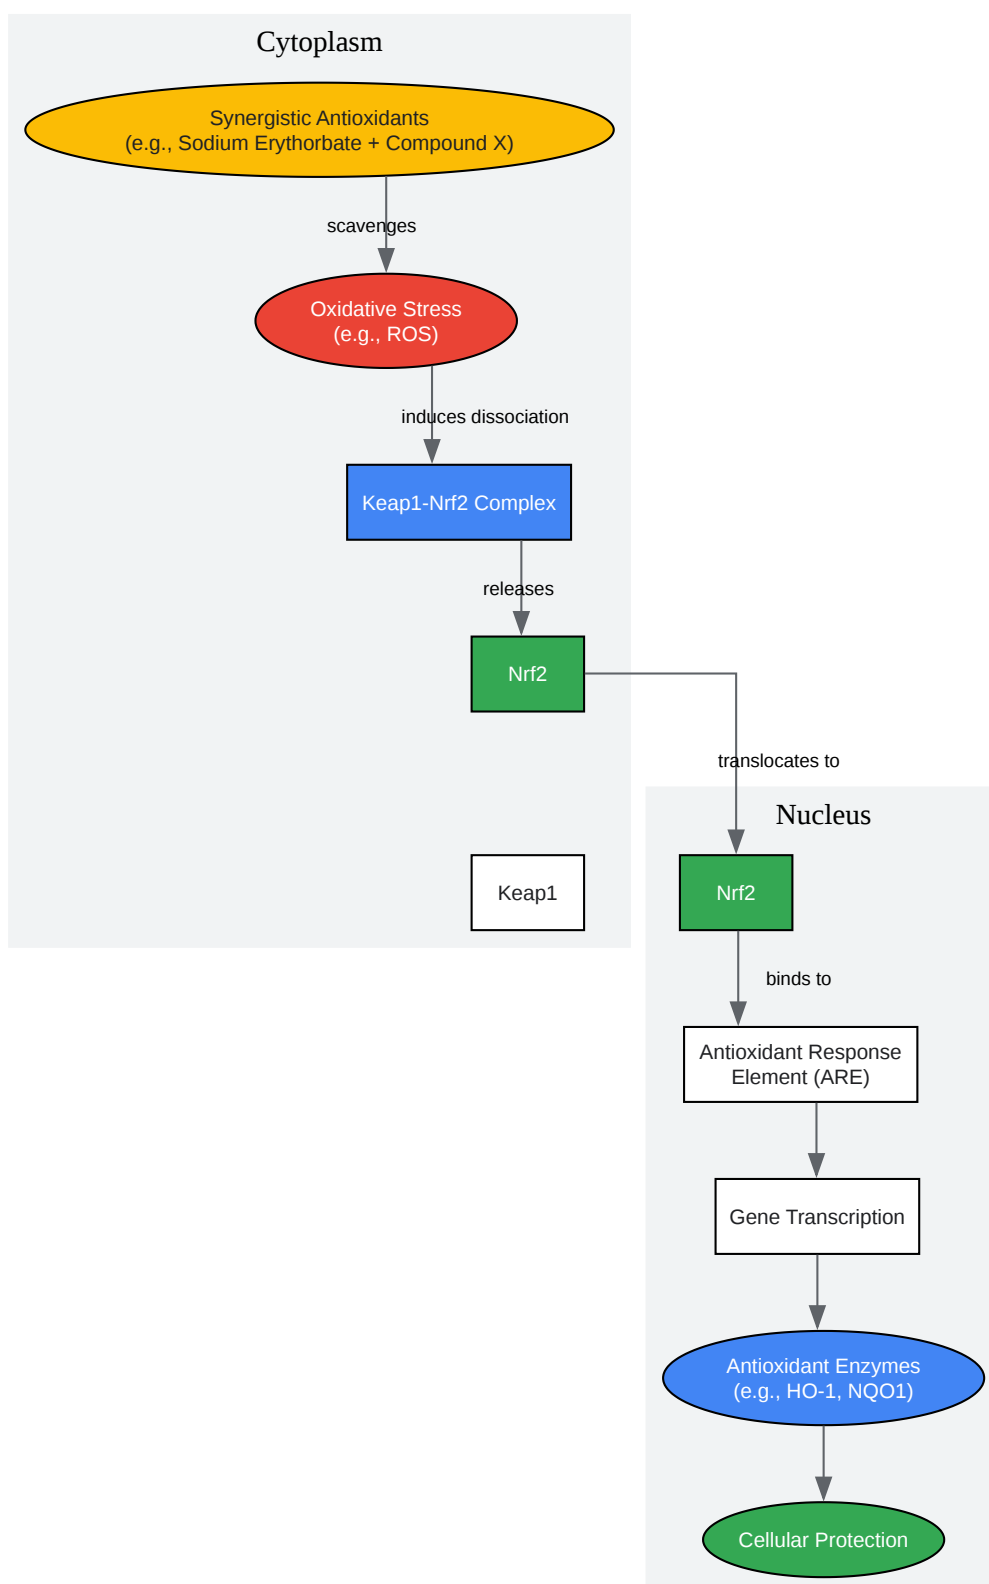 Cytoplasm
Synergistic Antioxidants
(e.g., Sodium Erythorbate + Compound X)
scavenges
Oxidative Stress
(e.g., ROS)
induces dissociation
Keap1-Nrf2 Complex
releases
Nrf2
translocates to
Nucleus
Keap1
Nrf2
binds to
Antioxidant Response
Element (ARE)
Gene Transcription
Antioxidant Enzymes
(e.g., HO-1, NQO1)
Cellular Protection